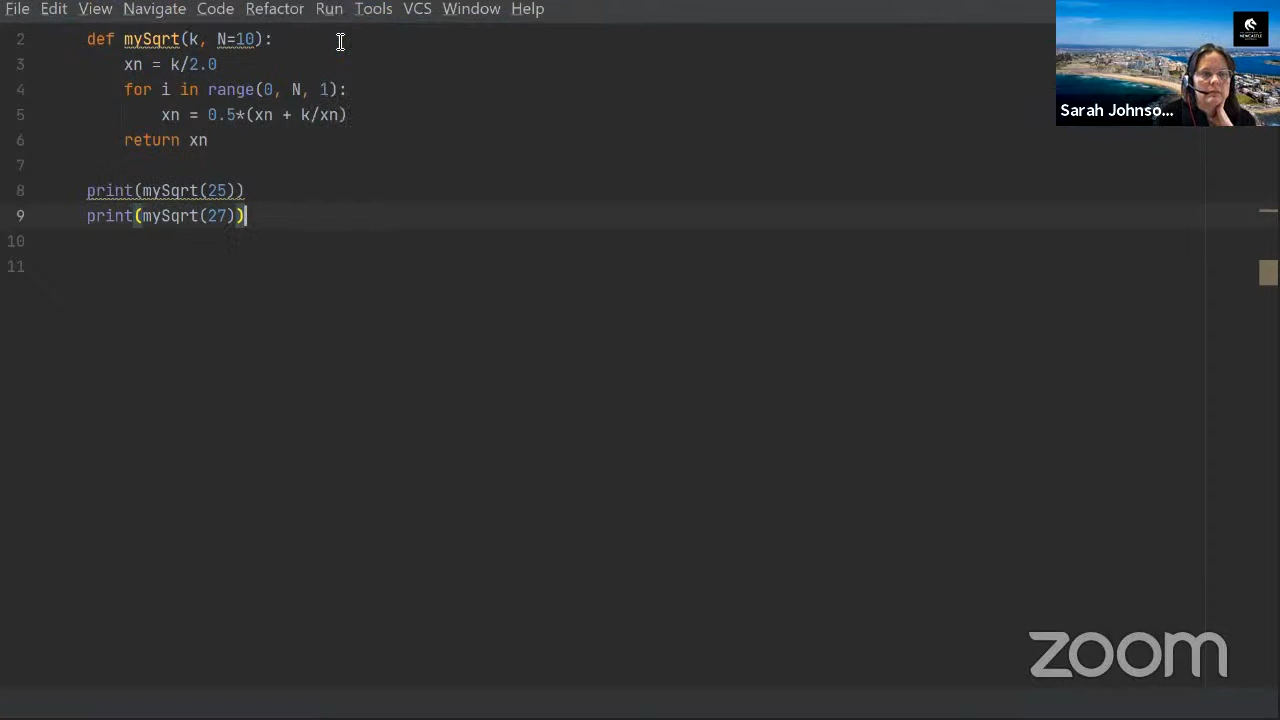 File Edit View Navigate Code Refactor Run Tools VCS Window Help
2 def mySqrt(k, N=10):
3 xn = k/2.0
4 for i in range(0, N, 1):
5 xn = 0.5*(xn + k/xn)
6 return xn
7
8 print(mySqrt(25))
9 print(mySqrt(27))
10
11
NEWCASTLE
Sarah Johnso...
zoom